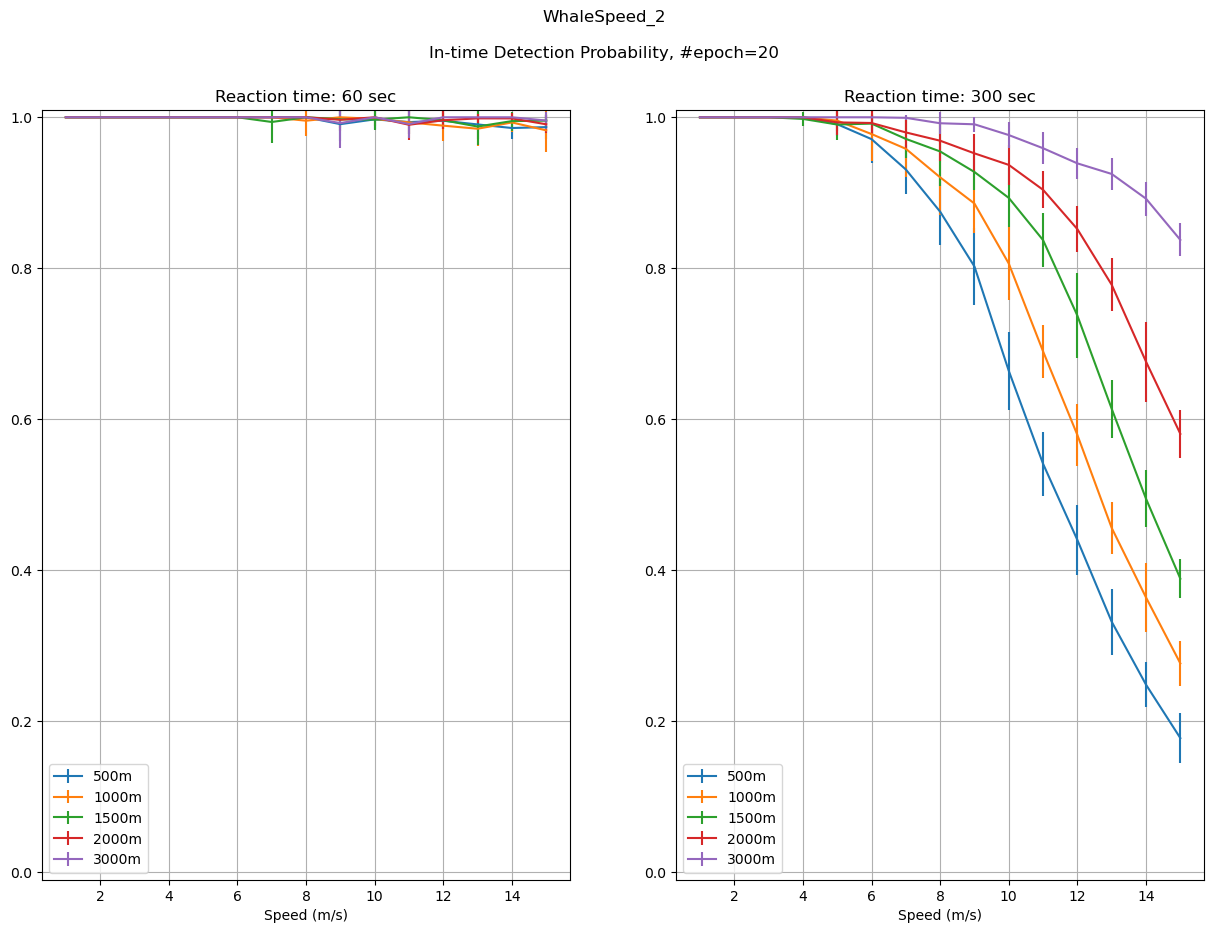 WhaleSpeed_2
In-time Detection Probability, #epoch=20
Reaction time: 60 sec
1.0
0.8
0.6
0.4
0.2
0.0
500m
1000m
1500m
2000m
3000m
2 4 6 8 10 12 14
Speed (m/s)
Reaction time: 300 sec
1.0
0.8
0.6
0.4
0.2
0.0
500m
1000m
1500m
2000m
3000m
2 4 6 8 10 12 14
Speed (m/s)